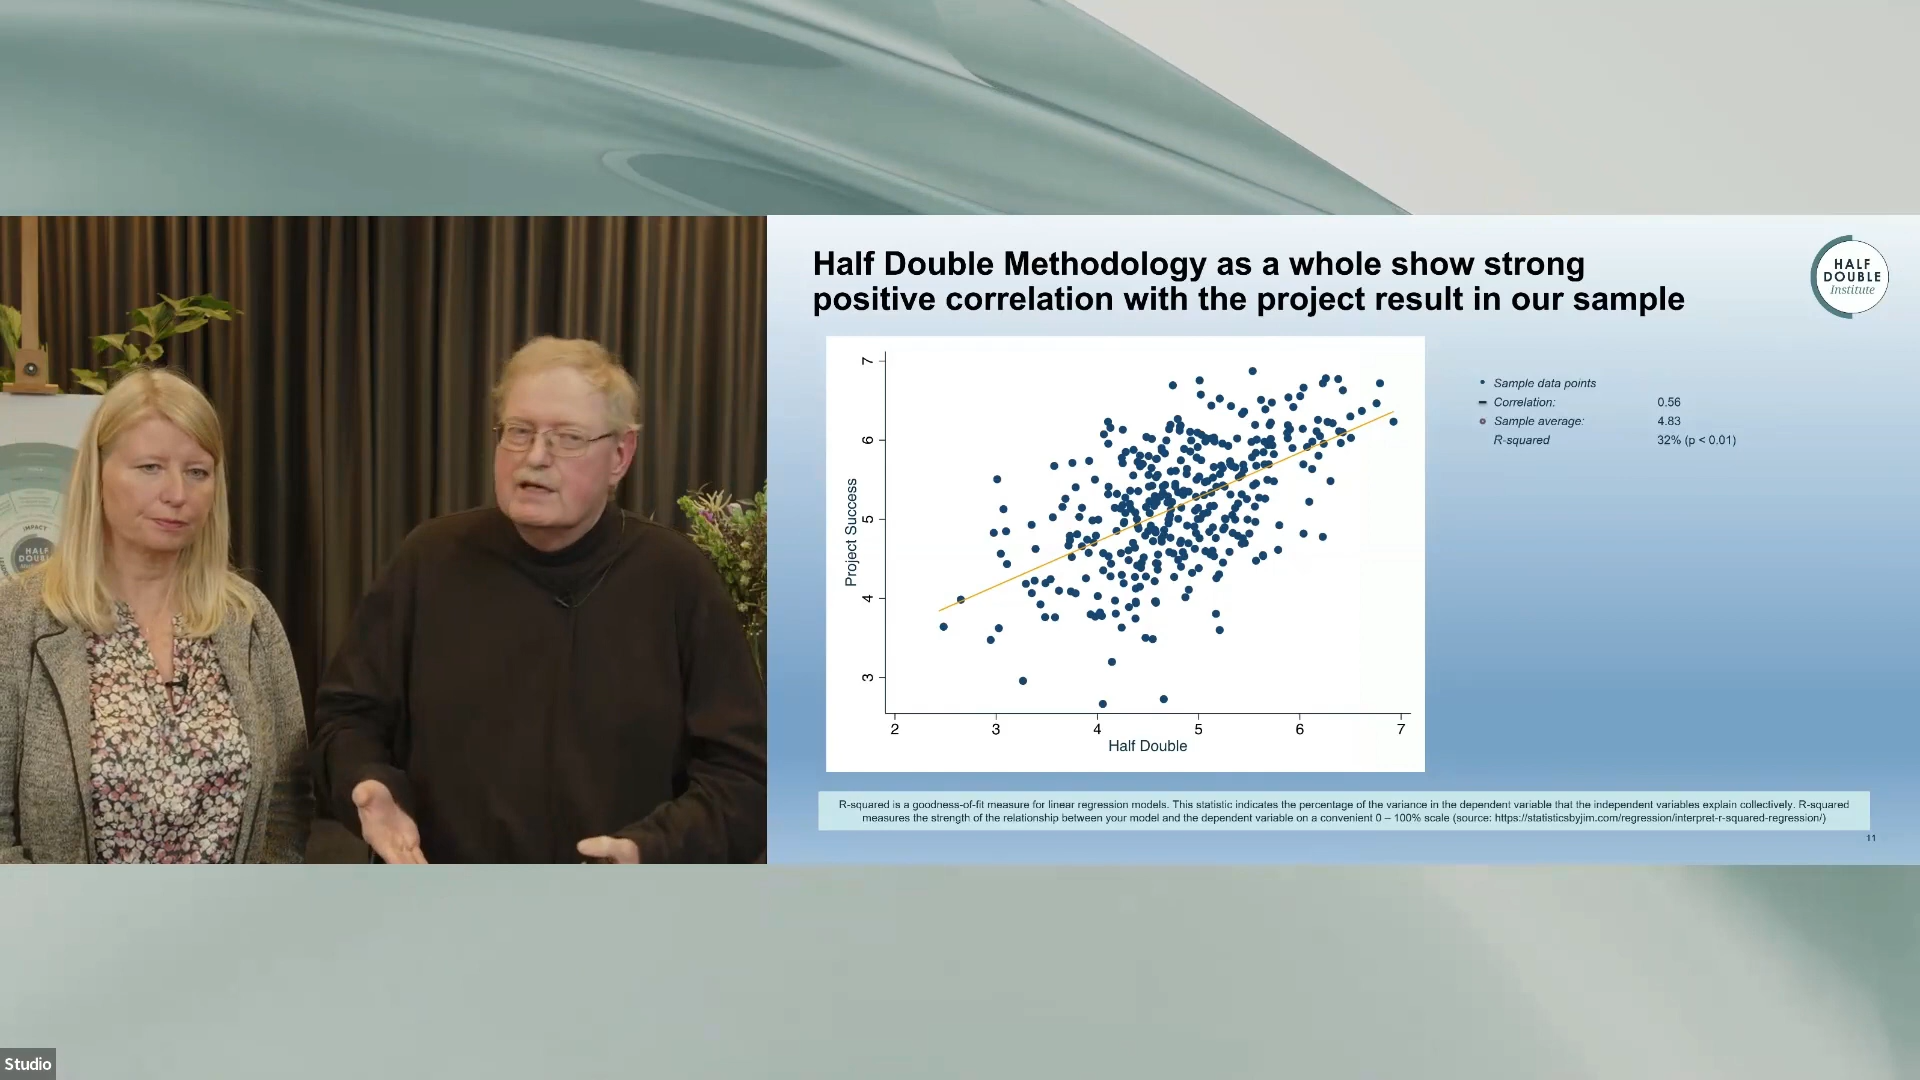 Half Double Methodology as a whole show strong
positive correlation with the project result in our sample
HALF
DOUBLE
Institute
7
6
5
4
3
Project Success
2 3 4 5 6 7
Half Double
Sample data points
Correlation: 0.56
Sample average: 4.83
R-squared 32% (p < 0.01)
R-squared is a goodness-of-fit measure for linear regression models. This statistic indicates the percentage of the variance in the dependent variable that the independent variables explain collectively. R-squared
measures the strength of the relationship between your model and the dependent variable on a convenient 0 – 100% scale (source: https://statisticsbyjim.com/regression/interpret-r-squared-regression/)
11
IMPACT
HALF
Studio